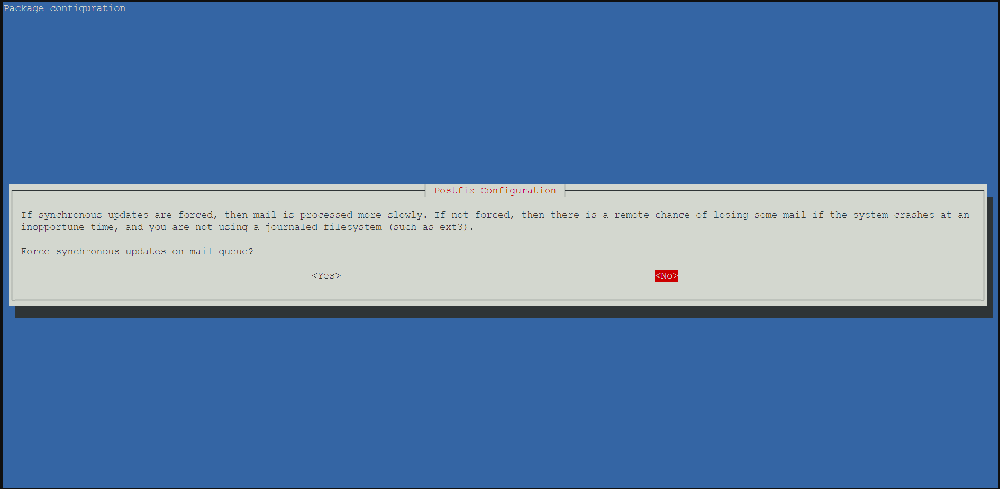 Package configuration
Postfix Configuration
If synchronous updates are forced, then mail is processed more slowly. If not forced, then there is a remote chance of losing some mail if the system crashes at an
inopportune time, and you are not using a journaled filesystem (such as ext3).
Force synchronous updates on mail queue?
<Yes> <No>